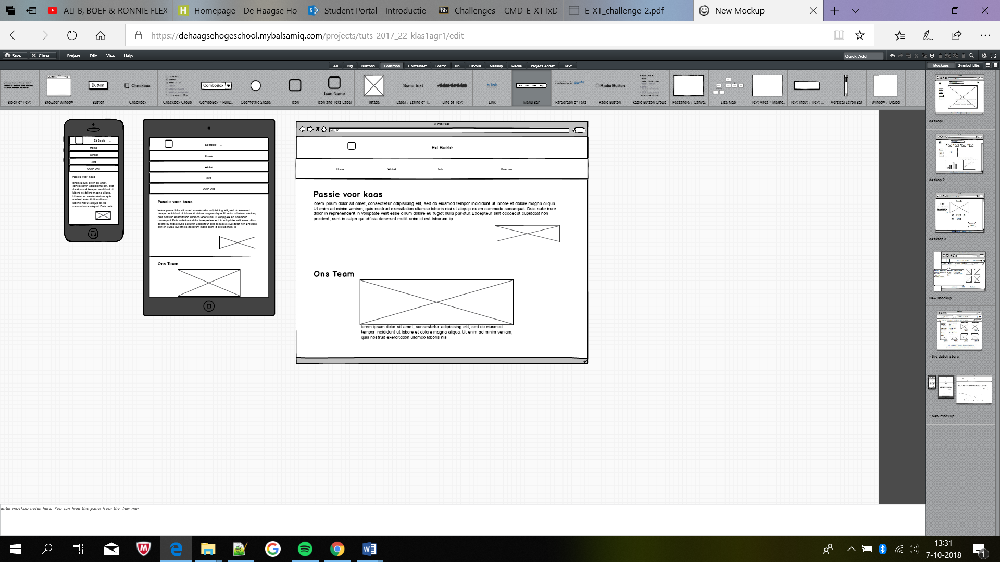 ALI B, BOEF & RONNIE FLEX
Homepage - De Haagse Ho
Student Portal - Introductie
Challenges – CMD-E-XT IxD
E-XT_challenge-2.pdf
New Mockup
https://dehaagsehogeschool.mybalsamiq.com/projects/tuts-2017_22-klas1agr1/edit
Save... Close... Project Edit View Help
Quick Add
All Big Buttons Common Containers Forms iOS Layout Markup Media Project Asset Text
Mockups Symbol Libs
Button
Checkbox
ComboBox
Icon Name
Some text
a link
Radio Button
Block of Text
Browser Window
Button
Checkbox
Checkbox Group
ComboBox / PullD...
Geometric Shape
Icon
Icon and Text Label
Image
Label / String of T...
Line of Text
Link
Menu Bar
Paragraph of Text
Radio Button
Radio Button Group
Rectangle / Canva...
Site Map
Text Area / Memo...
Text Input / Text ...
Vertical Scroll Bar
Window / Dialog
Ed Boele ...
Home
Winkel
Info
Over Ons
Passie voor kaas
lorem ipsum dolor sit amet,
consectetur adipisicing elit, sed
do eiusmod tempor incididunt ut
labore et dolore magna aliqua.
Ut enim ad minim veniam, quis
nostrud exercitation ullamco
laboris nisi ut aliquip ex ea
commodo consequat. Duis aute
Ed Boele ...
Home
Winkel
Info
Over Ons
Passie voor kaas
lorem ipsum dolor sit amet, consectetur adipisicing elit, sed do eiusmod
tempor incididunt ut labore et dolore magna aliqua. Ut enim ad minim veniam,
quis nostrud exercitation ullamco laboris nisi ut aliquip ex ea commodo
consequat. Duis aute irure dolor in reprehenderit in voluptate velit esse cillum
dolore eu fugiat nulla pariatur. Excepteur sint occaecat cupidatat non proident,
sunt in culpa qui officia deserunt mollit anim id est laborum. ip
Ons Team
A Web Page
http://
Ed Boele
Home Winkel Info Over ons
Passie voor kaas
lorem ipsum dolor sit amet, consectetur adipisicing elit, sed do eiusmod tempor incididunt ut labore et dolore magna aliqua.
Ut enim ad minim veniam, quis nostrud exercitation ullamco laboris nisi ut aliquip ex ea commodo consequat. Duis aute irure
dolor in reprehenderit in voluptate velit esse cillum dolore eu fugiat nulla pariatur. Excepteur sint occaecat cupidatat non
proident, sunt in culpa qui officia deserunt mollit anim id est laborum. ip
Ons Team
lorem ipsum dolor sit amet, consectetur adipisicing elit, sed do eiusmod
tempor incididunt ut labore et dolore magna aliqua. Ut enim ad minim veniam,
quis nostrud exercitation ullamco laboris nisi
deskop1
deskop 2
desktop 3
New mockup
* the dutch store
* New mockup
Enter mockup notes here. You can hide this panel from the View mer
13:31
7-10-2018
1